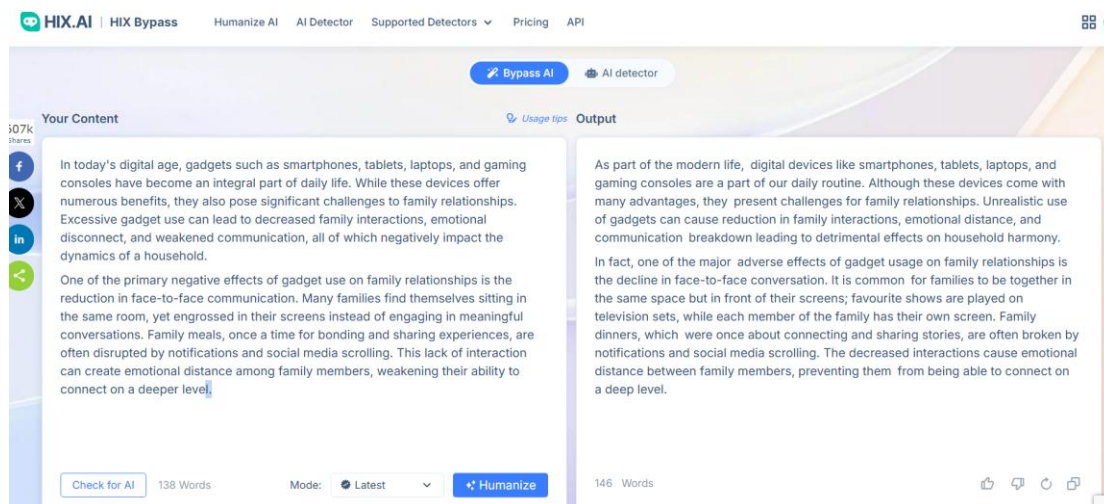 HIX.AI | HIX Bypass Humanize AI AI Detector Supported Detectors Pricing API
Bypass AI AI detector
Your Content Usage tips Output
607k
Shares
In today's digital age, gadgets such as smartphones, tablets, laptops, and gaming
consoles have become an integral part of daily life. While these devices offer
numerous benefits, they also pose significant challenges to family relationships.
Excessive gadget use can lead to decreased family interactions, emotional
disconnect, and weakened communication, all of which negatively impact the
dynamics of a household.
One of the primary negative effects of gadget use on family relationships is the
reduction in face-to-face communication. Many families find themselves sitting in
the same room, yet engrossed in their screens instead of engaging in meaningful
conversations. Family meals, once a time for bonding and sharing experiences, are
often disrupted by notifications and social media scrolling. This lack of interaction
can create emotional distance among family members, weakening their ability to
connect on a deeper level.
Check for AI 138 Words Mode: Latest Humanize
As part of the modern life, digital devices like smartphones, tablets, laptops, and
gaming consoles are a part of our daily routine. Although these devices come with
many advantages, they present challenges for family relationships. Unrealistic use
of gadgets can cause reduction in family interactions, emotional distance, and
communication breakdown leading to detrimental effects on household harmony.
In fact, one of the major adverse effects of gadget usage on family relationships is
the decline in face-to-face conversation. It is common for families to be together in
the same space but in front of their screens; favourite shows are played on
television sets, while each member of the family has their own screen. Family
dinners, which were once about connecting and sharing stories, are often broken by
notifications and social media scrolling. The decreased interactions cause emotional
distance between family members, preventing them from being able to connect on
a deep level.
146 Words